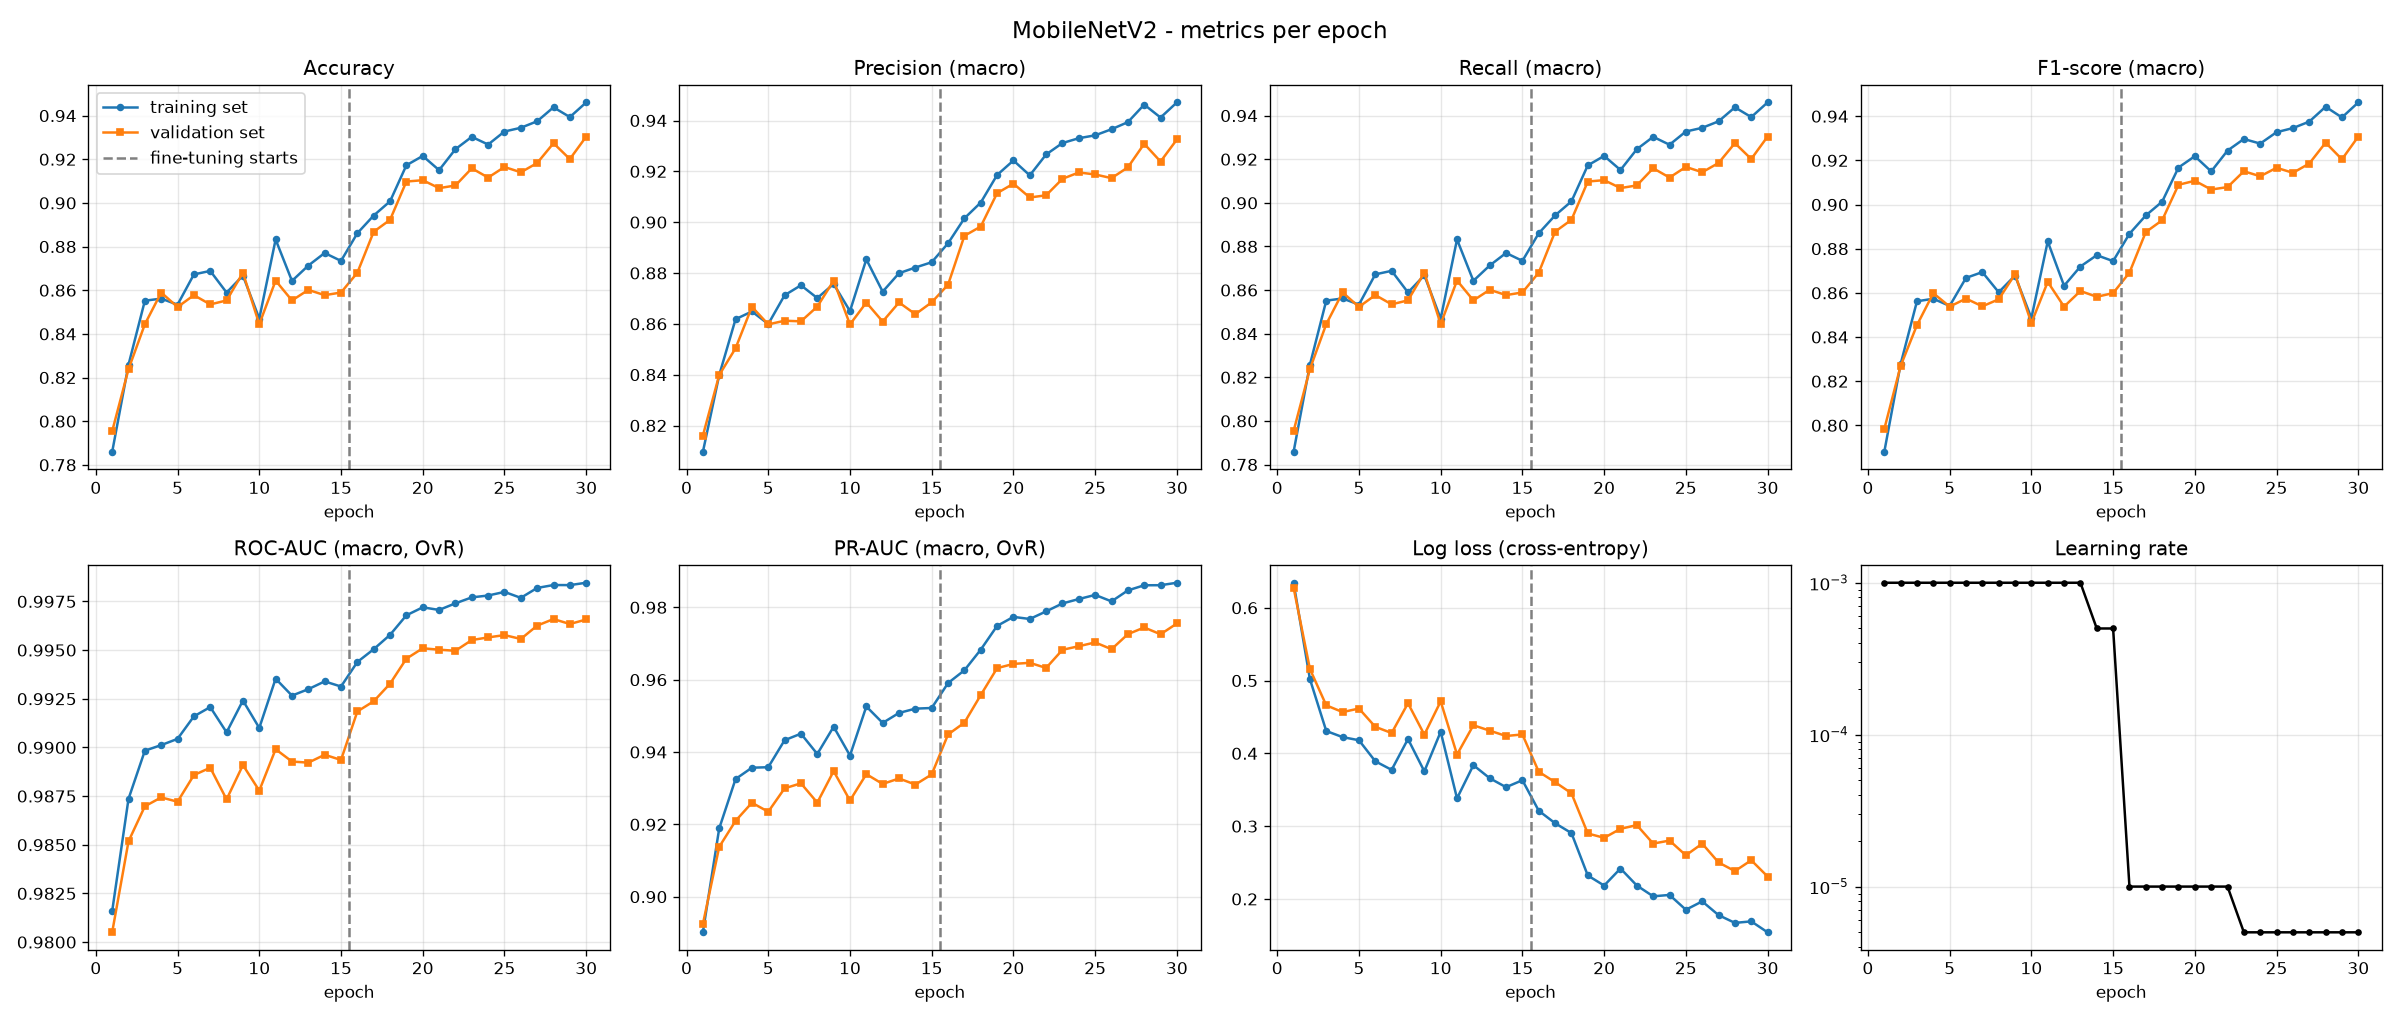 MobileNetV2 - metrics per epoch
Accuracy
training set
validation set
fine-tuning starts
0.94
0.92
0.90
0.88
0.86
0.84
0.82
0.80
0.78
0 5 10 15 20 25 30
epoch
Precision (macro)
0.94
0.92
0.90
0.88
0.86
0.84
0.82
0 5 10 15 20 25 30
epoch
Recall (macro)
0.94
0.92
0.90
0.88
0.86
0.84
0.82
0.80
0.78
0 5 10 15 20 25 30
epoch
F1-score (macro)
0.94
0.92
0.90
0.88
0.86
0.84
0.82
0.80
0 5 10 15 20 25 30
epoch
ROC-AUC (macro, OvR)
0.9975
0.9950
0.9925
0.9900
0.9875
0.9850
0.9825
0.9800
0 5 10 15 20 25 30
epoch
PR-AUC (macro, OvR)
0.98
0.96
0.94
0.92
0.90
0 5 10 15 20 25 30
epoch
Log loss (cross-entropy)
0.6
0.5
0.4
0.3
0.2
0 5 10 15 20 25 30
epoch
Learning rate
10⁻³
10⁻⁴
10⁻⁵
0 5 10 15 20 25 30
epoch